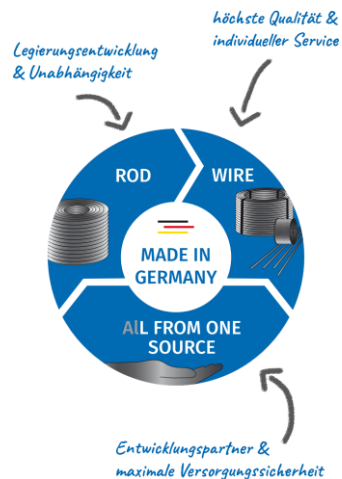 höchste Qualität &
individueller Service
Legierungsentwicklung
& Unabhängigkeit
ROD
WIRE
MADE IN
GERMANY
AlL FROM ONE
SOURCE
Entwicklungspartner &
maximale Versorgungssicherheit